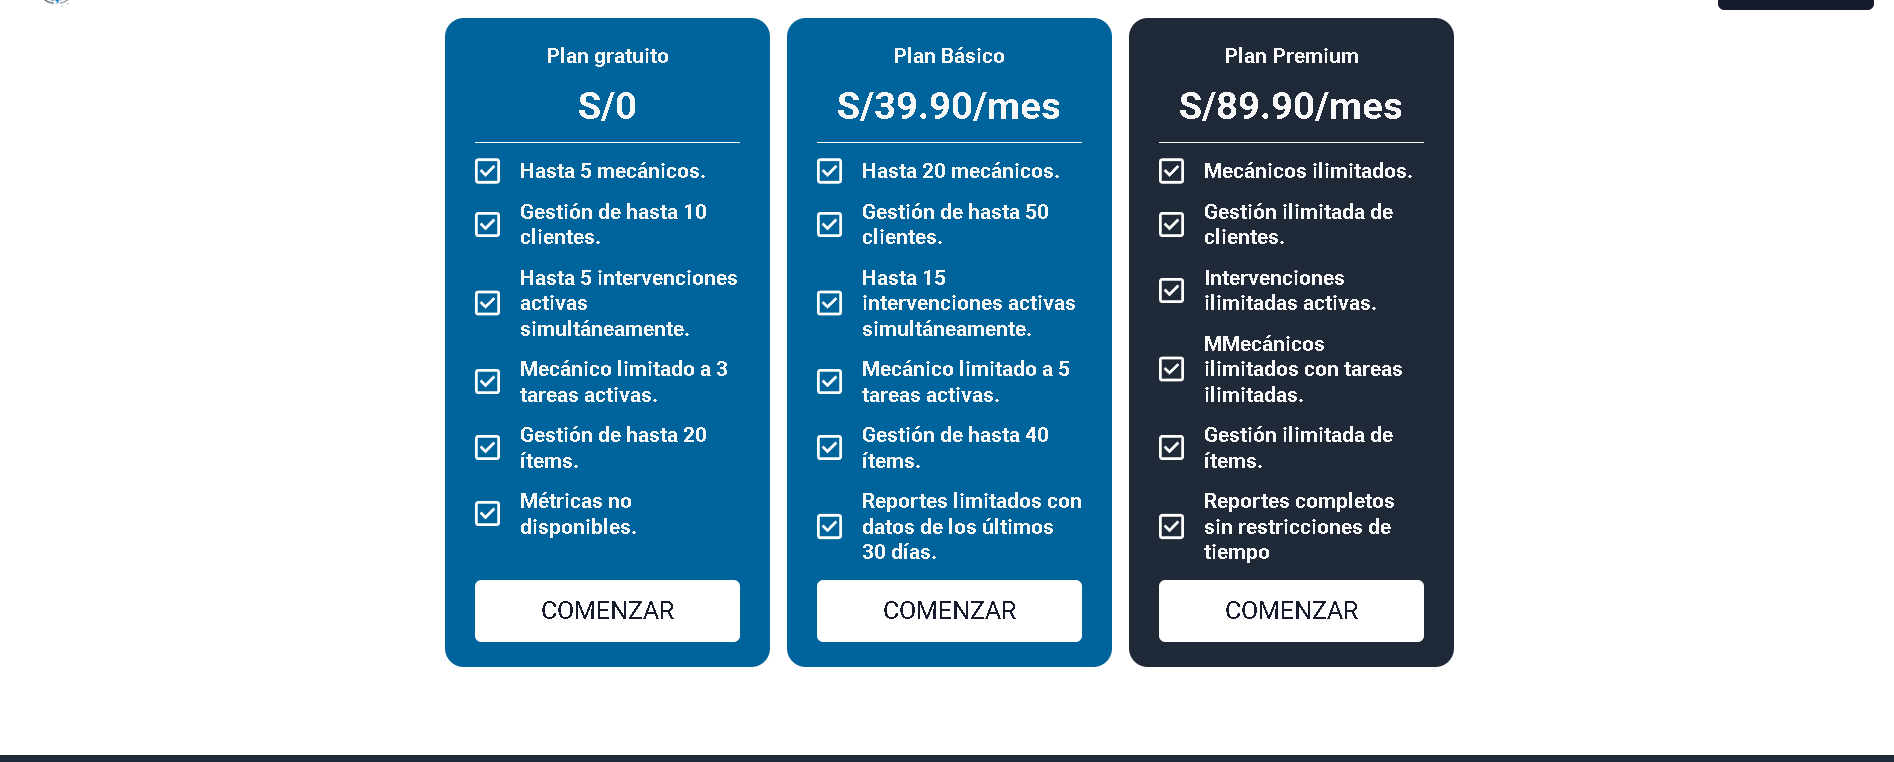 Plan gratuito
S/0
Hasta 5 mecánicos.
Gestión de hasta 10
clientes.
Hasta 5 intervenciones
activas
simultáneamente.
Mecánico limitado a 3
tareas activas.
Gestión de hasta 20
ítems.
Métricas no
disponibles.
COMENZAR
Plan Básico
S/39.90/mes
Hasta 20 mecánicos.
Gestión de hasta 50
clientes.
Hasta 15
intervenciones activas
simultáneamente.
Mecánico limitado a 5
tareas activas.
Gestión de hasta 40
ítems.
Reportes limitados con
datos de los últimos
30 días.
COMENZAR
Plan Premium
S/89.90/mes
Mecánicos ilimitados.
Gestión ilimitada de
clientes.
Intervenciones
ilimitadas activas.
MMecánicos
ilimitados con tareas
ilimitadas.
Gestión ilimitada de
ítems.
Reportes completos
sin restricciones de
tiempo
COMENZAR